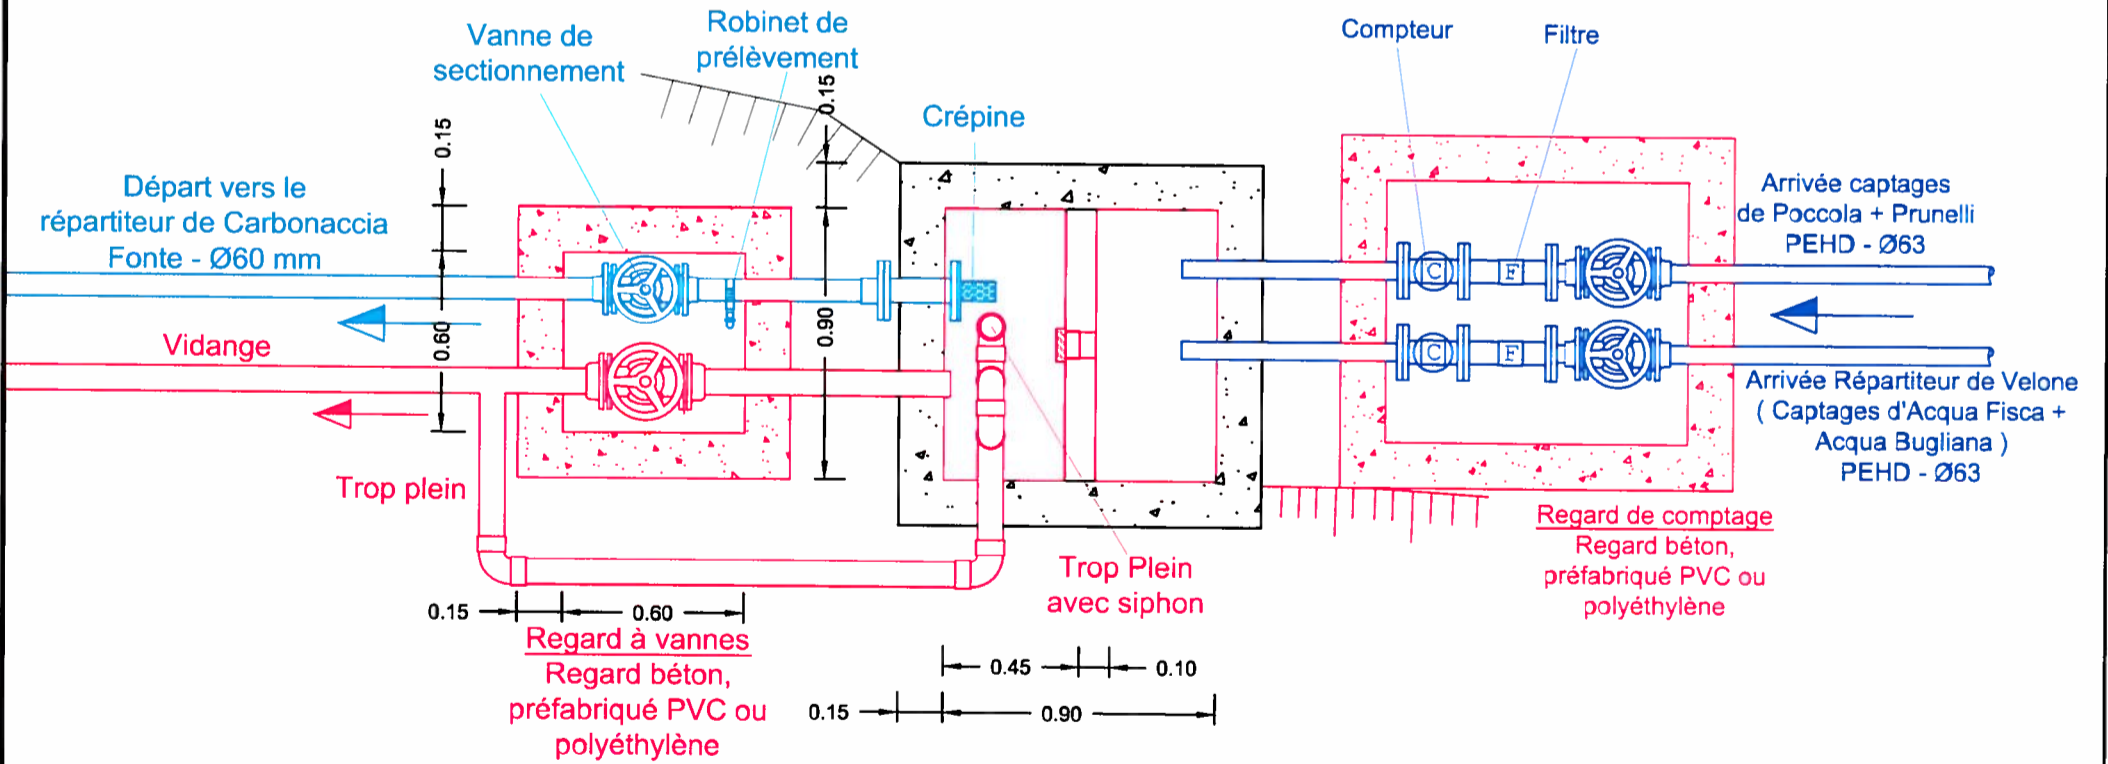 Vanne de
sectionnement
Robinet de
prélèvement
Compteur
Filtre
0.15
0.15
Crépine
Départ vers le
répartiteur de Carbonaccia
Fonte - Ø60 mm
Arrivée captages
de Poccola + Prunelli
PEHD - Ø63
C
F
0.60
0.90
Vidange
C
F
Arrivée Répartiteur de Velone
( Captages d'Acqua Fisca +
Acqua Bugliana )
PEHD - Ø63
Trop plein
Regard de comptage
Regard béton,
préfabriqué PVC ou
polyéthylène
Trop Plein
avec siphon
0.15
0.60
Regard à vannes
Regard béton,
préfabriqué PVC ou
polyéthylène
0.45
0.10
0.15
0.90